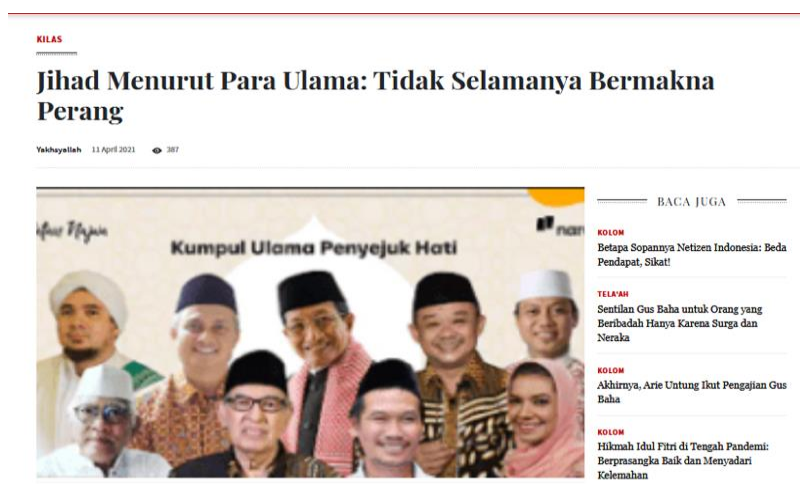 KILAS
Jihad Menurut Para Ulama: Tidak Selamanya Bermakna
Perang
Yakhsyallah 11 April 2021 387
Najwa
nar
Kumpul Ulama Penyejuk Hati
BACA JUGA
KOLOM
Betapa Sopannya Netizen Indonesia: Beda
Pendapat, Sikat!
TELA'AH
Sentilan Gus Baha untuk Orang yang
Beribadah Hanya Karena Surga dan
Neraka
KOLOM
Akhirnya, Arie Untung Ikut Pengajian Gus
Baha
KOLOM
Hikmah Idul Fitri di Tengah Pandemi:
Berprasangka Baik dan Menyadari
Kelemahan